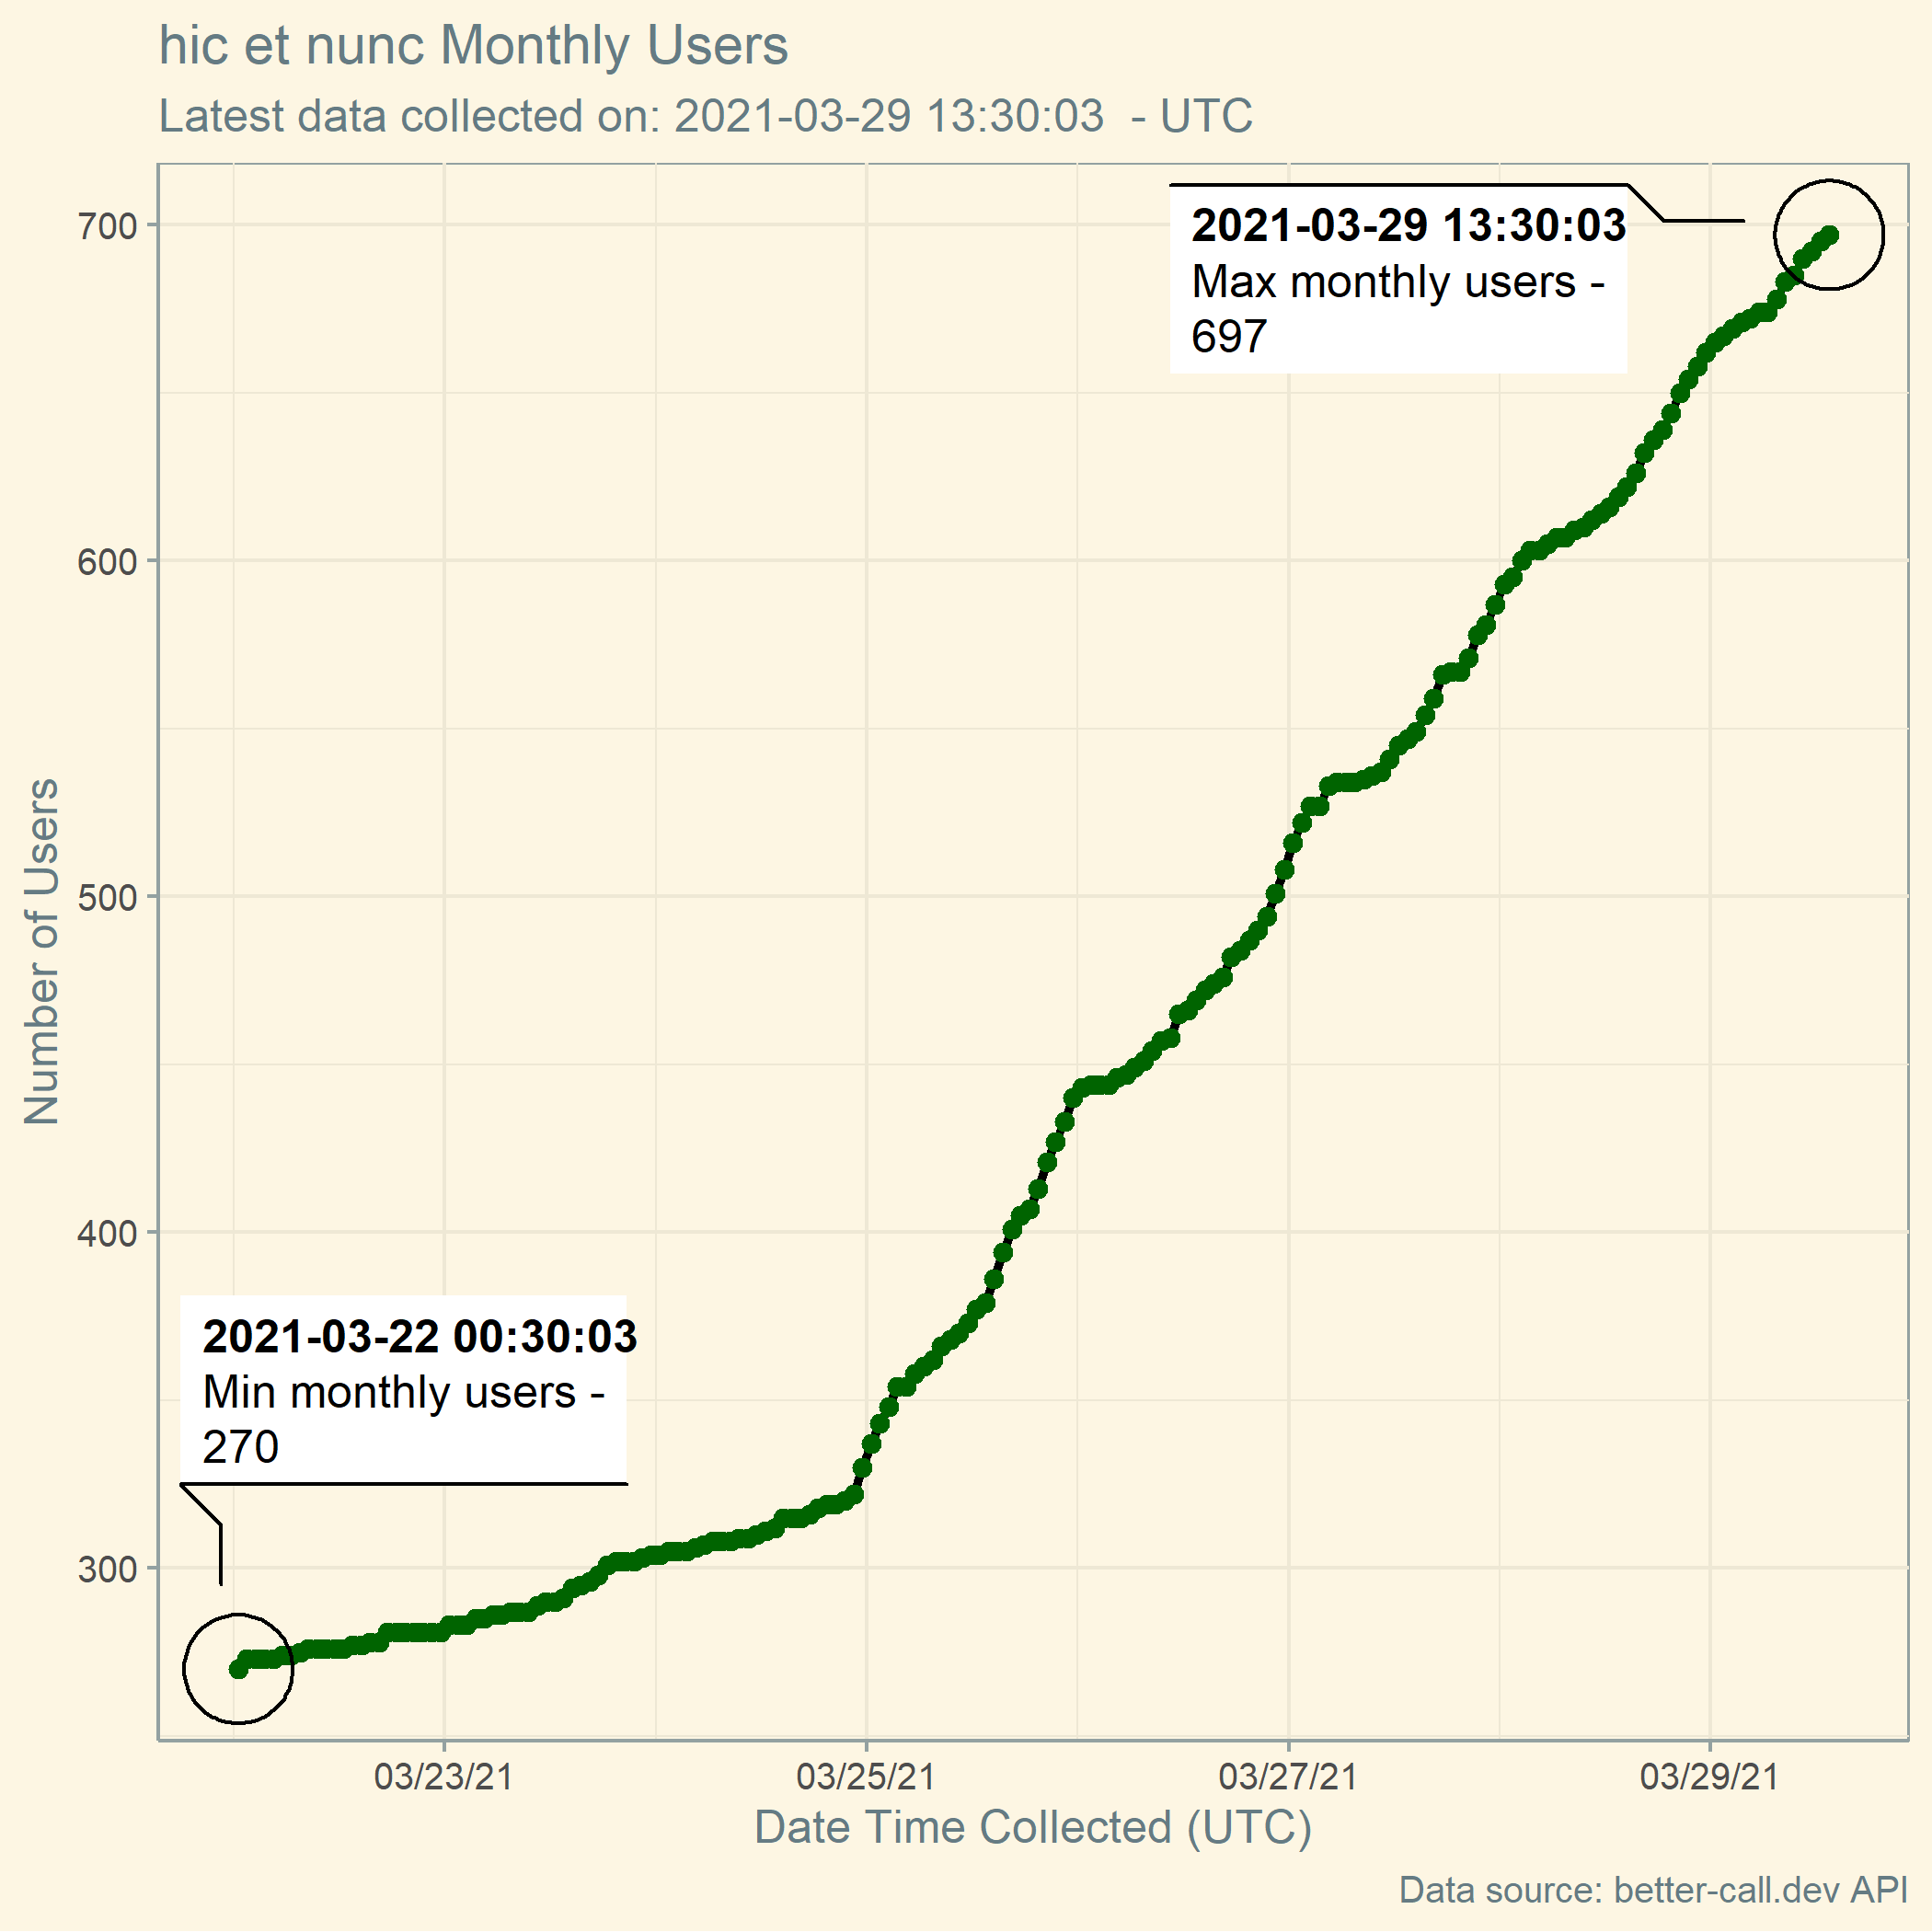 hic et nunc Monthly Users
Latest data collected on: 2021-03-29 13:30:03  - UTC
700
600
500
400
300
Number of Users
2021-03-29 13:30:03
Max monthly users -
697
2021-03-22 00:30:03
Min monthly users -
270
03/23/21
03/25/21
03/27/21
03/29/21
Date Time Collected (UTC)
Data source: better-call.dev API